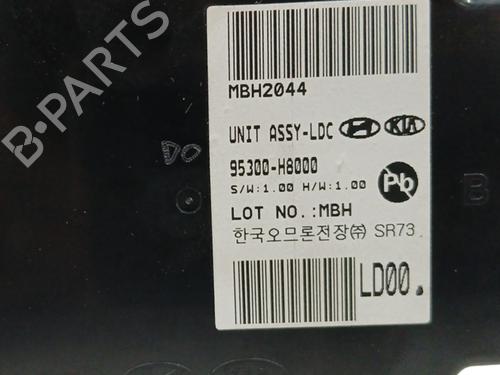 MBH2044
UNIT ASSY-LDC KIA
95300-H8000
S/W:1.00 H/W:1.00
Pb
LOT NO.:MBH
한국오므론전장㈜ SR73
LD00.
DO
B
B-PARTS